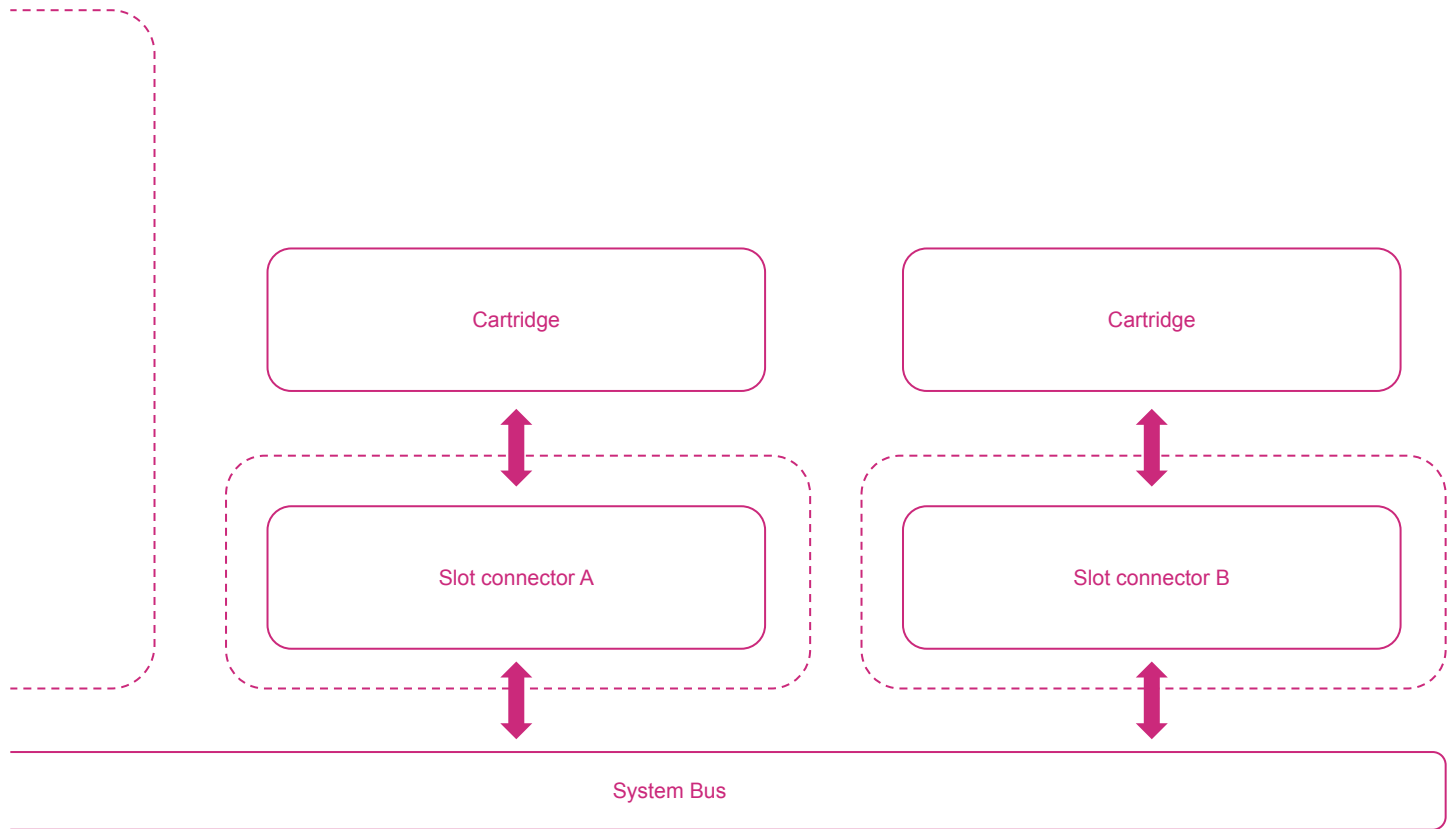 Cartridge
Cartridge
Slot connector A
Slot connector B
System Bus